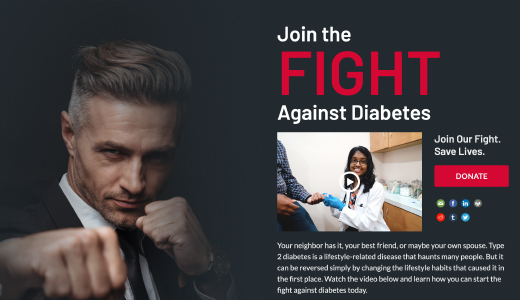 Join the
FIGHT
Against Diabetes
Join Our Fight.
Save Lives.
DONATE
Your neighbor has it, your best friend, or maybe your own spouse. Type
2 diabetes is a lifestyle-related disease that haunts many people. But it
can be reversed simply by changing the lifestyle habits that caused it in
the first place. Watch the video below and learn how you can start the
fight against diabetes today.